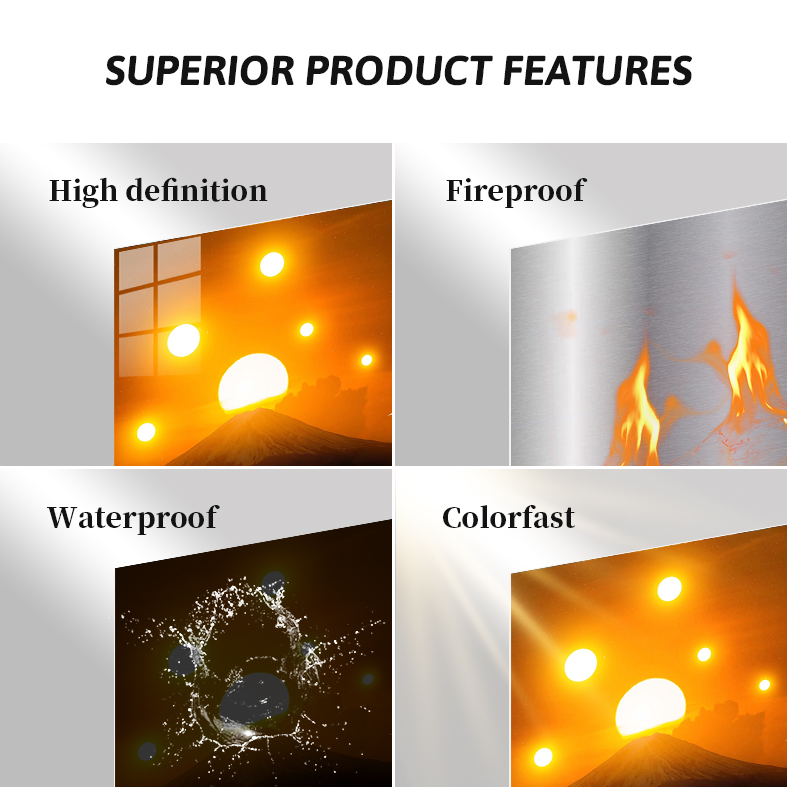 SUPERIOR PRODUCT FEATURES
High definition
Fireproof
Waterproof
Colorfast